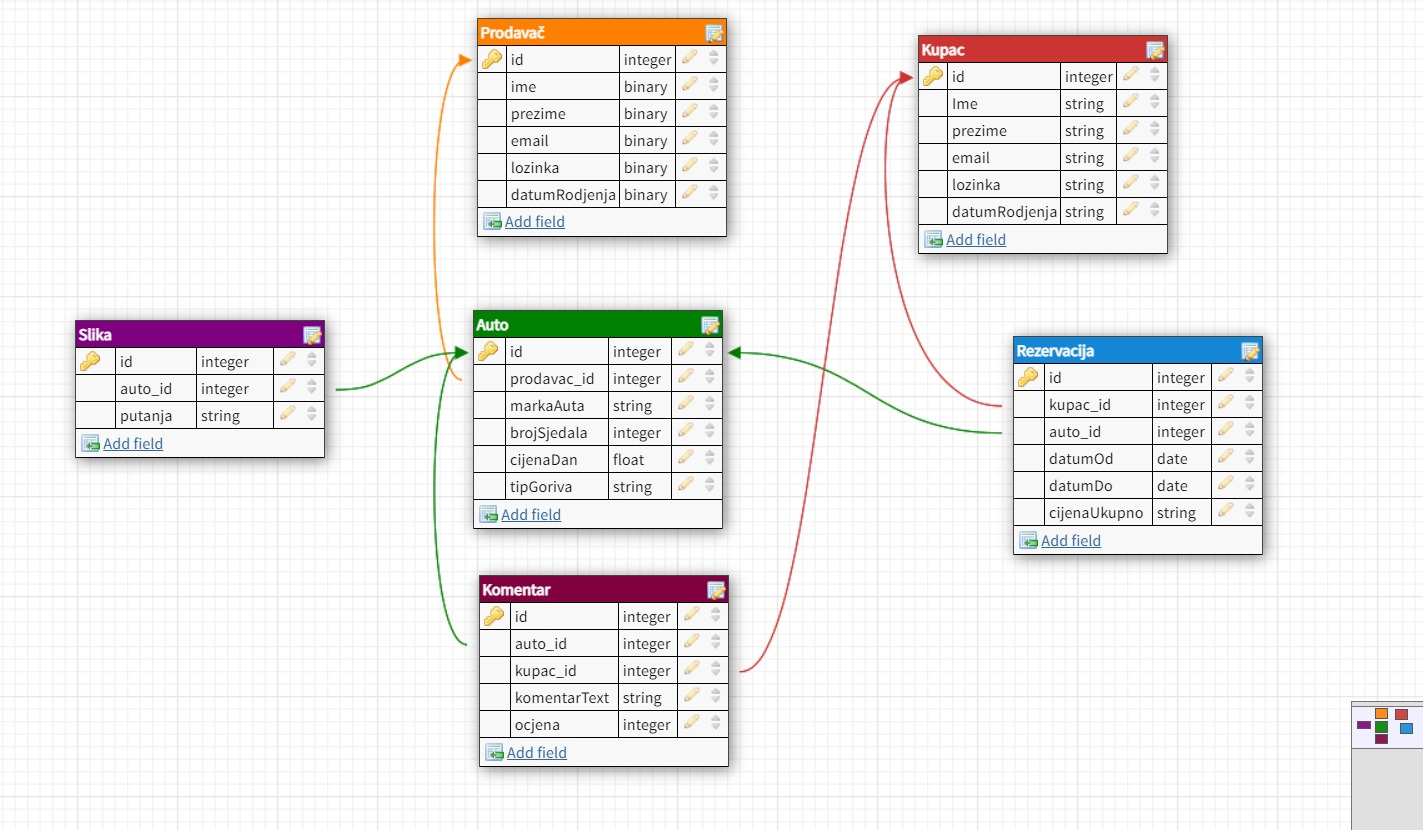 Prodavač
id integer
ime binary
prezime binary
email binary
lozinka binary
datumRodjenja binary
Add field
Kupac
id integer
Ime string
prezime string
email string
lozinka string
datumRodjenja string
Add field
Slika
id integer
auto_id integer
putanja string
Add field
Auto
id integer
prodavac_id integer
markaAuta string
brojSjedala integer
cijenaDan float
tipGoriva string
Add field
Rezervacija
id integer
kupac_id integer
auto_id integer
datumOd date
datumDo date
cijenaUkupno string
Add field
Komentar
id integer
auto_id integer
kupac_id integer
komentarText string
ocjena integer
Add field